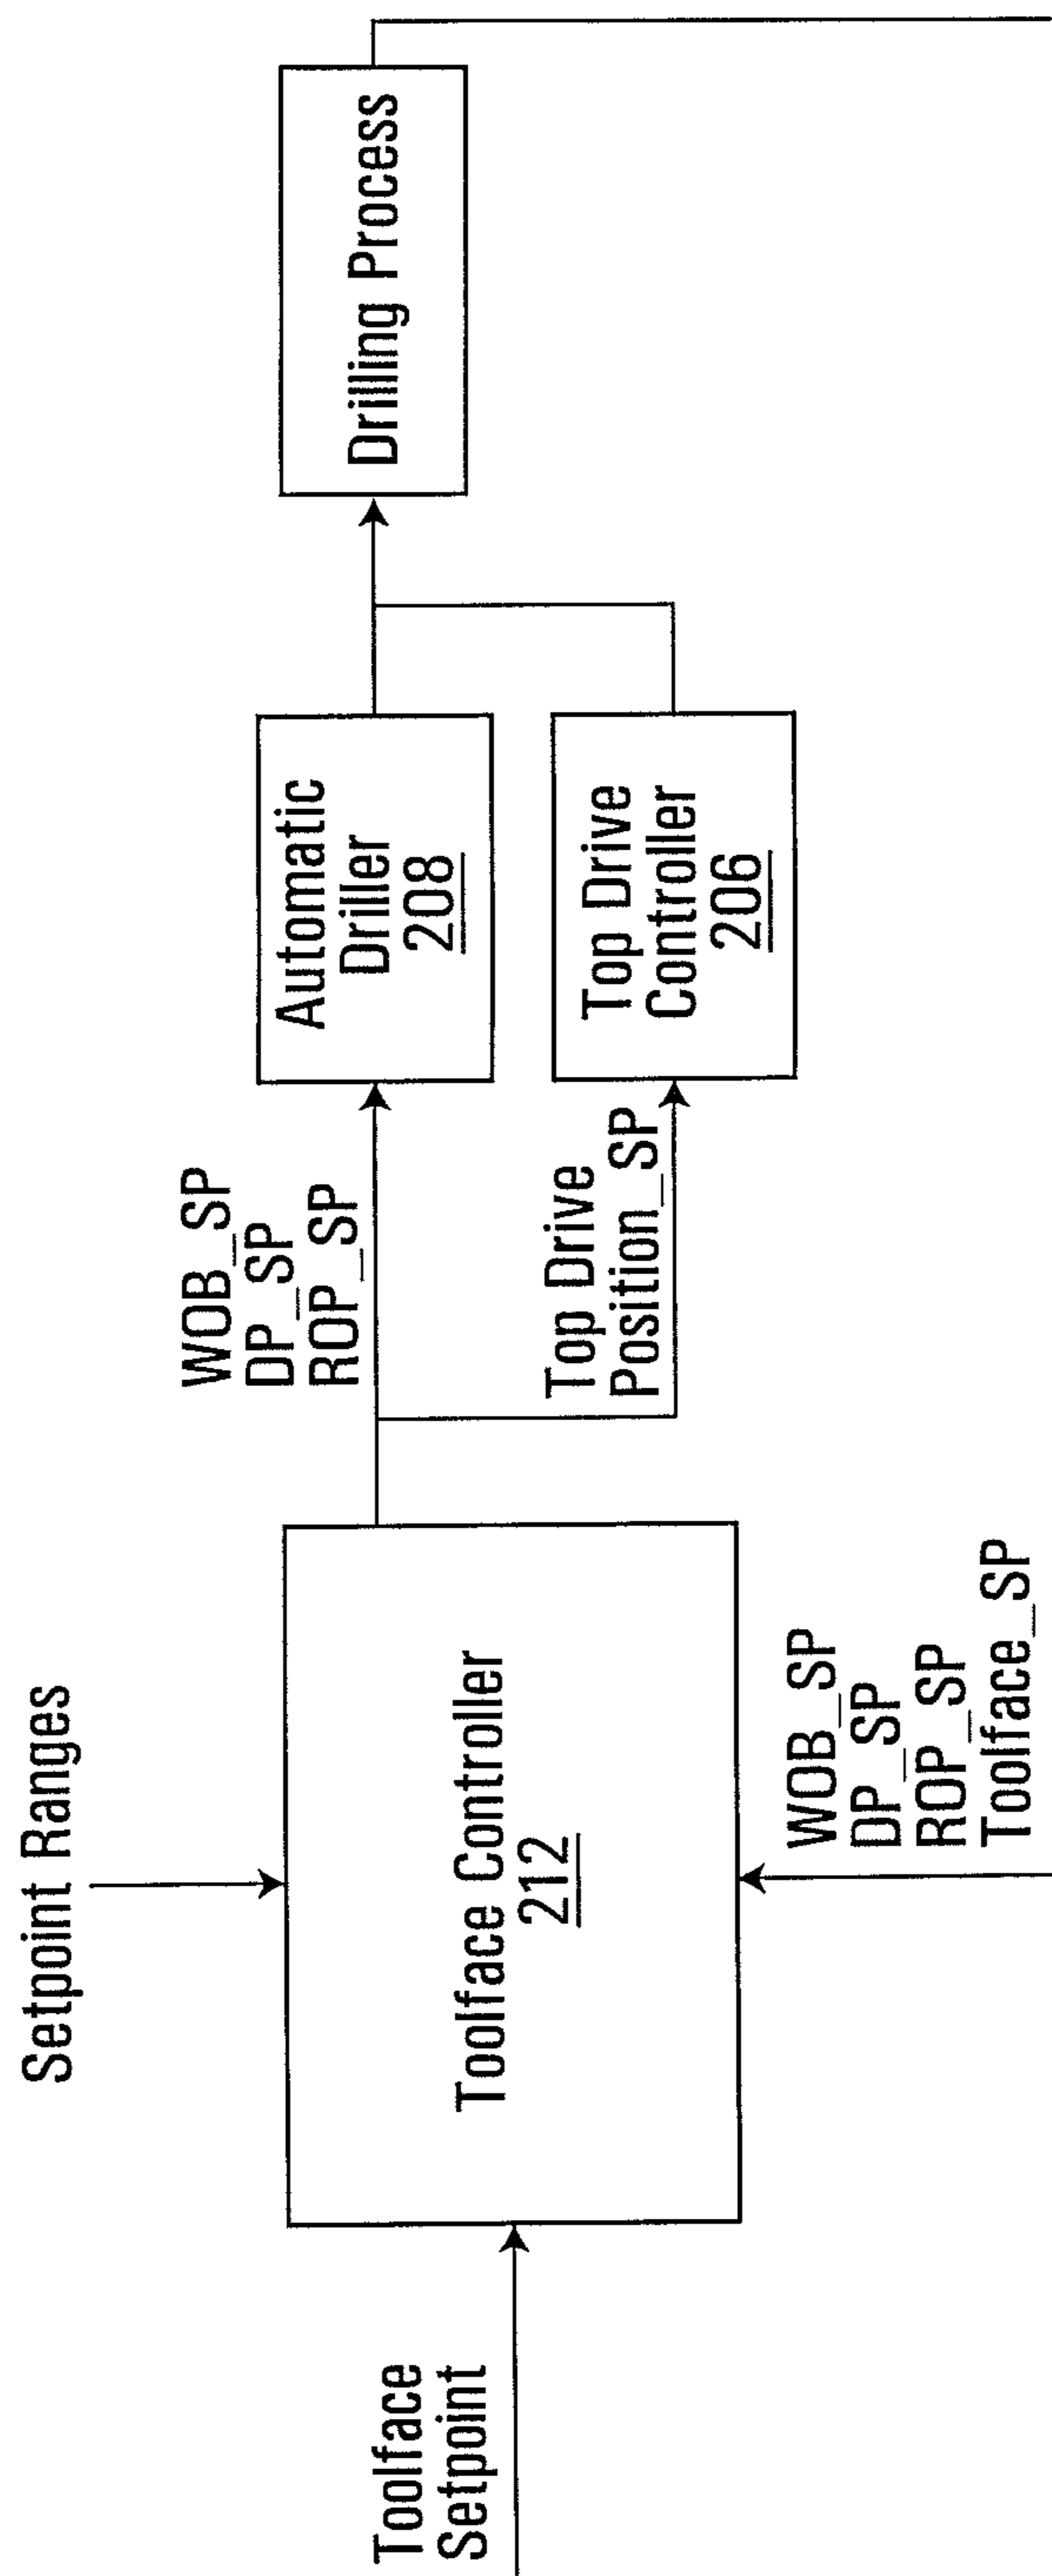 Setpoint Ranges
Toolface
Setpoint
Toolface Controller
212
WOB_SP
DP_SP
ROP_SP
Toolface_SP
WOB_SP
DP_SP
ROP_SP
Top Drive
Position_SP
Automatic
Driller
208
Top Drive
Controller
206
Drilling Process